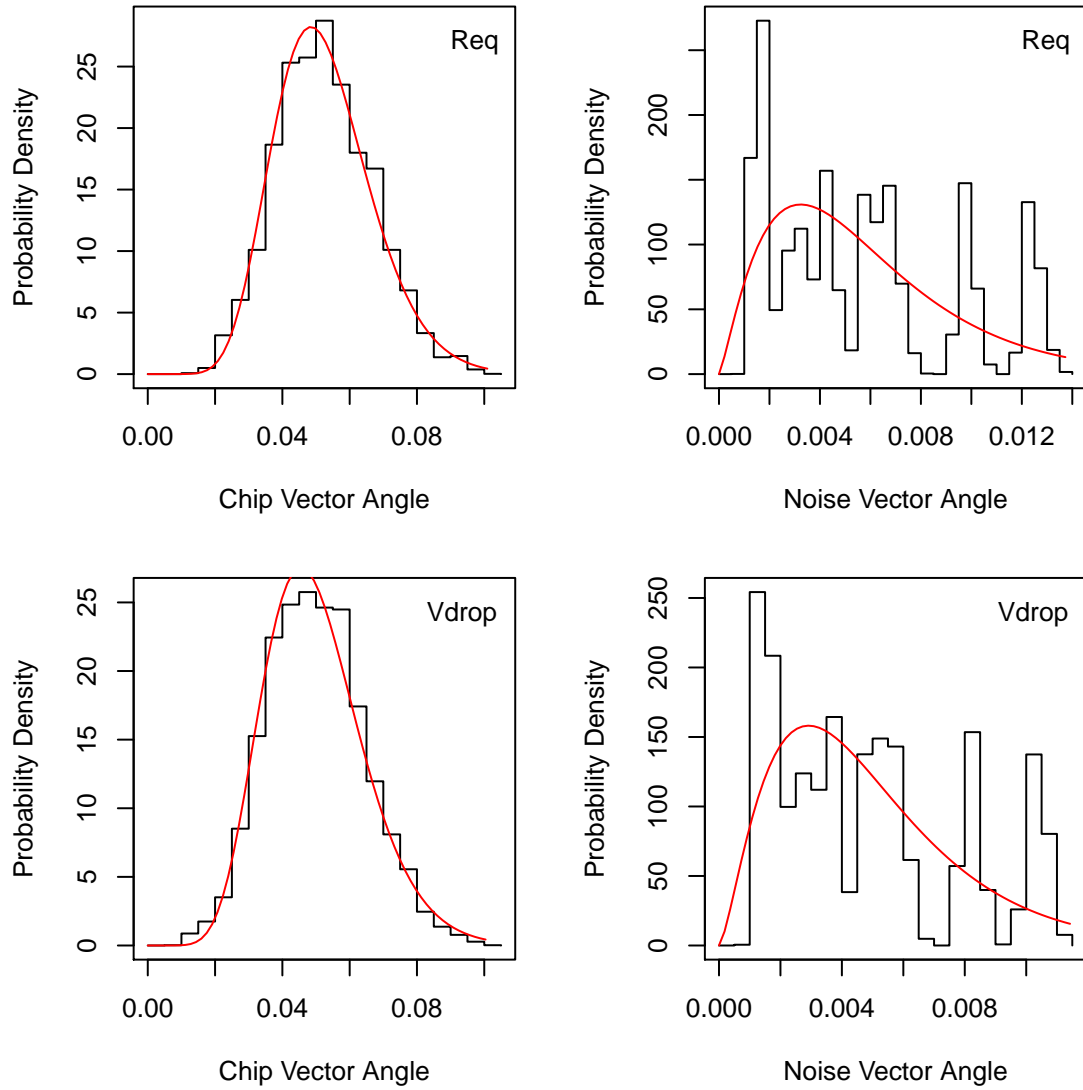 Req
Probability Density
0 5 10 15 20 25
0.00 0.04 0.08
Chip Vector Angle
Req
Probability Density
0 50 100 200
0.000 0.004 0.008 0.012
Noise Vector Angle
Vdrop
Probability Density
0 5 10 15 20 25
0.00 0.04 0.08
Chip Vector Angle
Vdrop
Probability Density
0 50 100 150 200 250
0.000 0.004 0.008
Noise Vector Angle